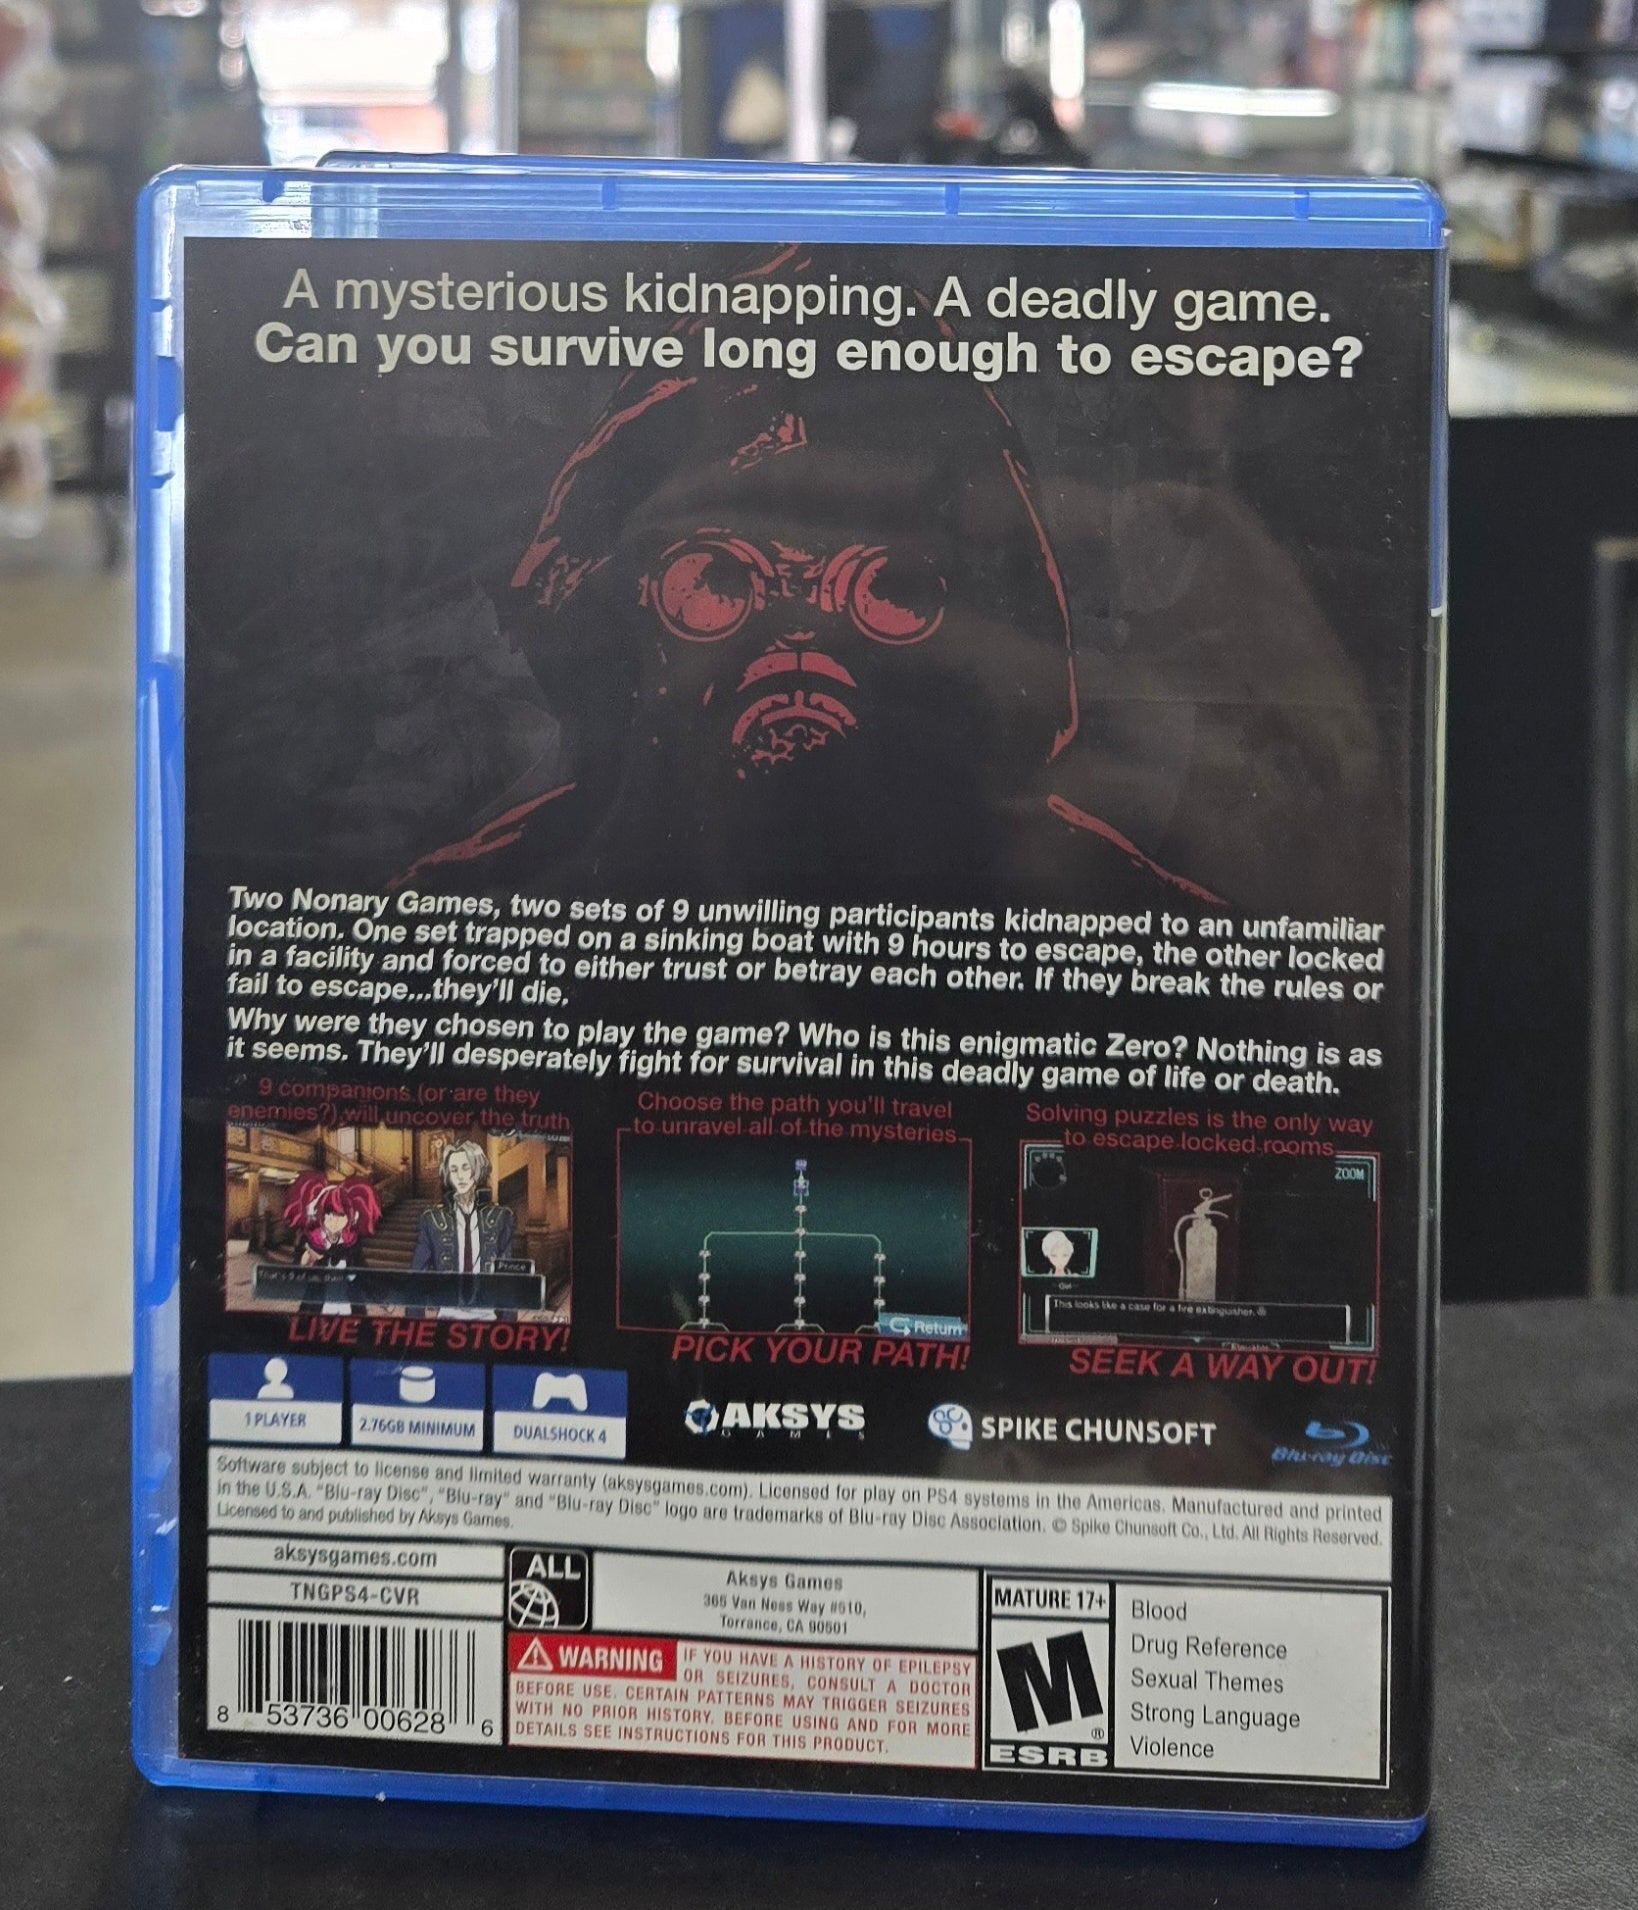 A mysterious kidnapping. A deadly game.
Can you survive long enough to escape?
Two Nonary Games, two sets of 9 unwilling participants kidnapped to an unfamiliar
location. One set trapped on a sinking boat with 9 hours to escape, the other locked
in a facility and forced to either trust or betray each other. If they break the rules or
fail to escape...they'll die.
Why were they chosen to play the game? Who is this enigmatic Zero? Nothing is as
it seems. They'll desperately fight for survival in this deadly game of life or death.
9 companions (or are they
enemies?) will uncover the truth
Prince
That's 9 of us, then
LIVE THE STORY!
Choose the path you'll travel
to unravel all of the mysteries
Return
PICK YOUR PATH!
Solving puzzles is the only way
to escape locked rooms
ZOOM
Girl
This looks like a case for a fire extinguisher.
SEEK A WAY OUT!
1 PLAYER
2.76GB MINIMUM
DUALSHOCK 4
AKSYS
GAMES
SPIKE CHUNSOFT
Blu-ray Disc
Software subject to license and limited warranty (aksysgames.com). Licensed for play on PS4 systems in the Americas. Manufactured and printed
in the U.S.A. "Blu-ray Disc", "Blu-ray" and "Blu-ray Disc" logo are trademarks of Blu-ray Disc Association. © Spike Chunsoft Co., Ltd. All Rights Reserved.
Licensed to and published by Aksys Games.
aksysgames.com
TNGPS4-CVR
8 53736 00628 6
ALL
Aksys Games
365 Van Ness Way #510,
Torrance, CA 90501
WARNING IF YOU HAVE A HISTORY OF EPILEPSY
OR SEIZURES, CONSULT A DOCTOR
BEFORE USE. CERTAIN PATTERNS MAY TRIGGER SEIZURES
WITH NO PRIOR HISTORY. BEFORE USING AND FOR MORE
DETAILS SEE INSTRUCTIONS FOR THIS PRODUCT.
MATURE 17+
M
®
ESRB
Blood
Drug Reference
Sexual Themes
Strong Language
Violence